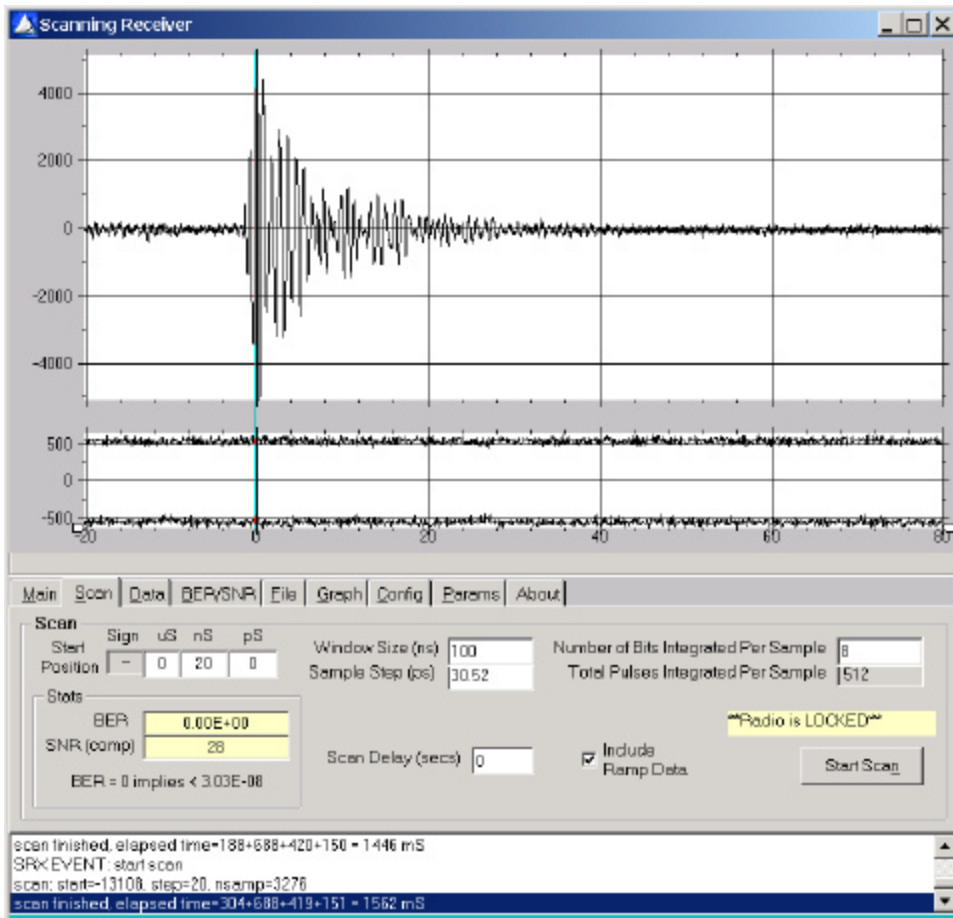 Scanning Receiver
4000
2000
0
-2000
-4000
500
0
-500
-20 0 20 40 60 80
Main Scan Data BER/SNR File Graph Config Params About
Scan
Sign uS nS pS
Start Position - 0 20 0
Window Size (ns) 100
Sample Step (ps) 30.52
Number of Bits Integrated Per Sample 8
Total Pulses Integrated Per Sample 512
Stats
BER 0.00E+00
SNR (comp) 28
BER = 0 implies < 3.03E-08
Scan Delay (secs) 0
Include
Ramp Data
**Radio is LOCKED**
Start Scan
scan finished, elapsed time=188+688+420+150 = 1446 mS
SRX EVENT: start scan
scan: start=-13108, step=20, nsamp=3276
scan finished, elapsed time=304+688+419+151 = 1562 mS